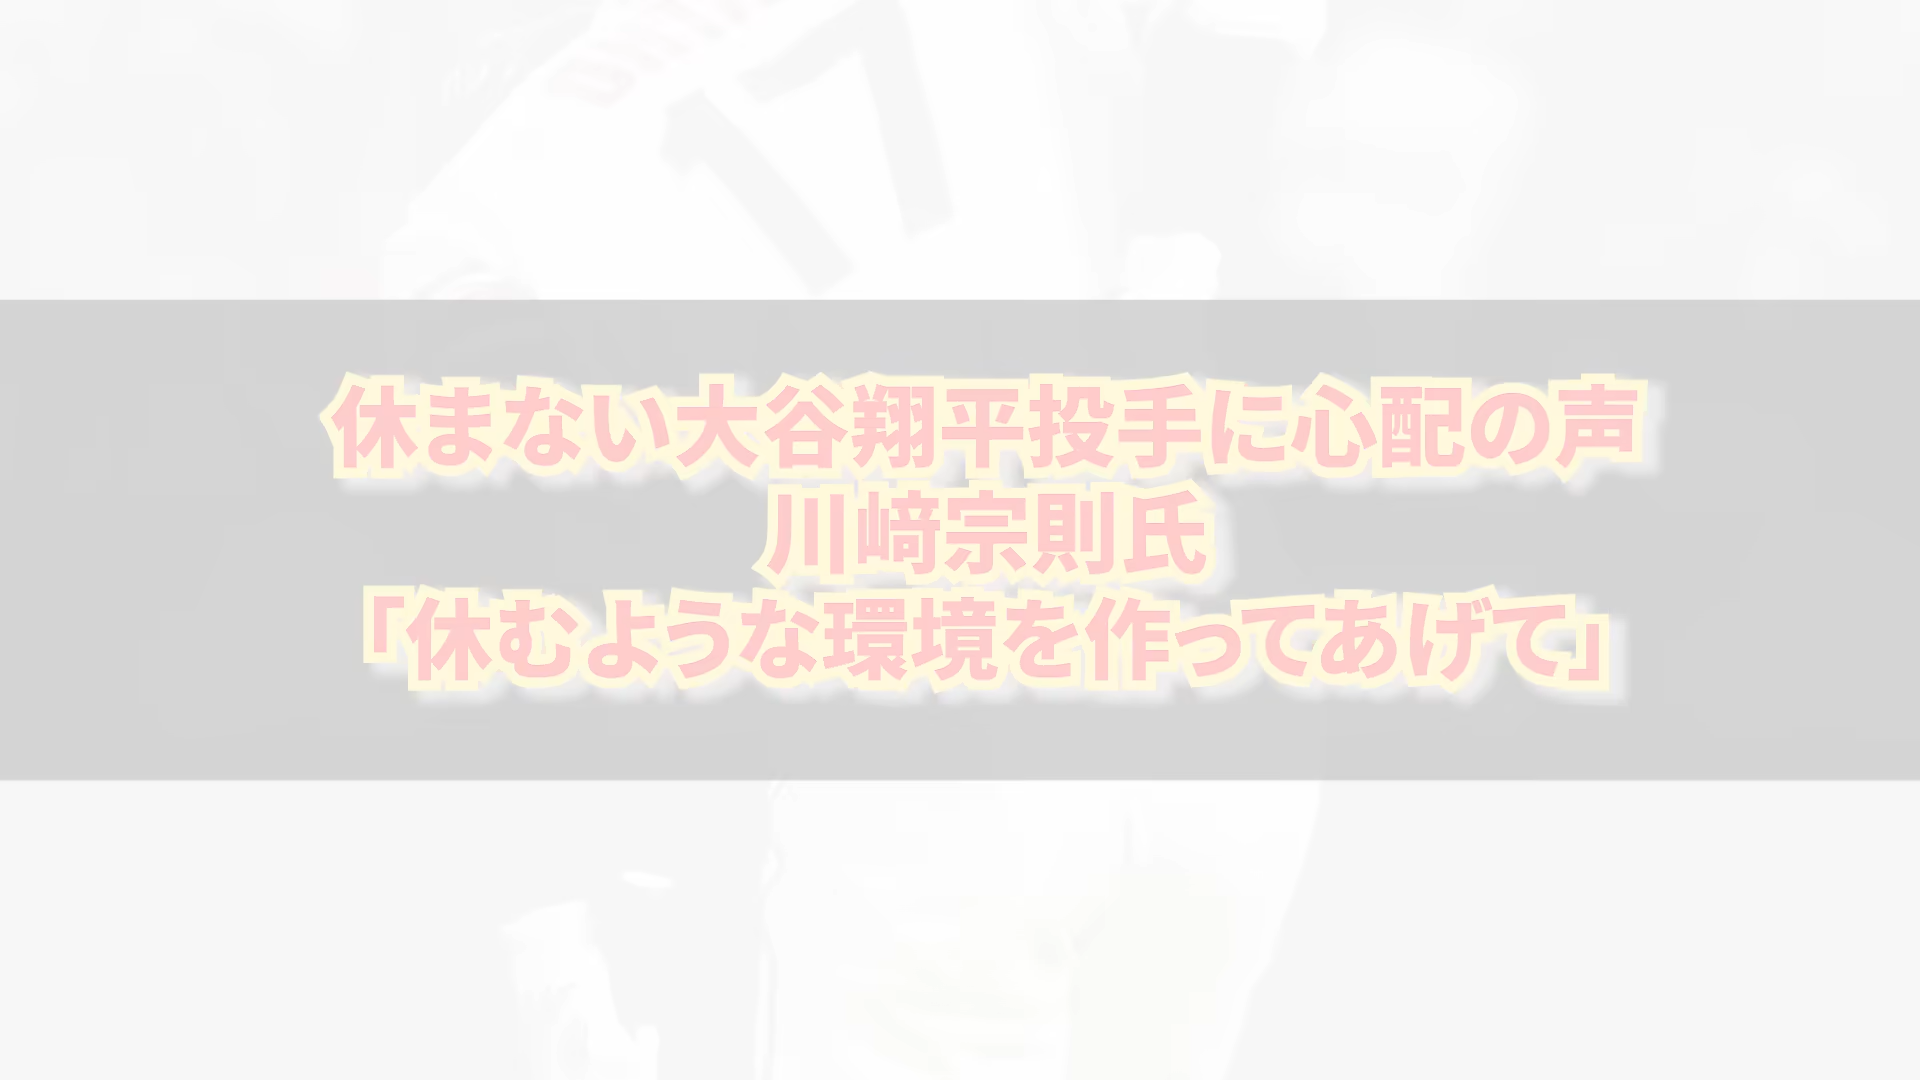 17
休まない大谷翔平投手に心配の声
川﨑宗則氏
「休むような環境を作ってあげて」